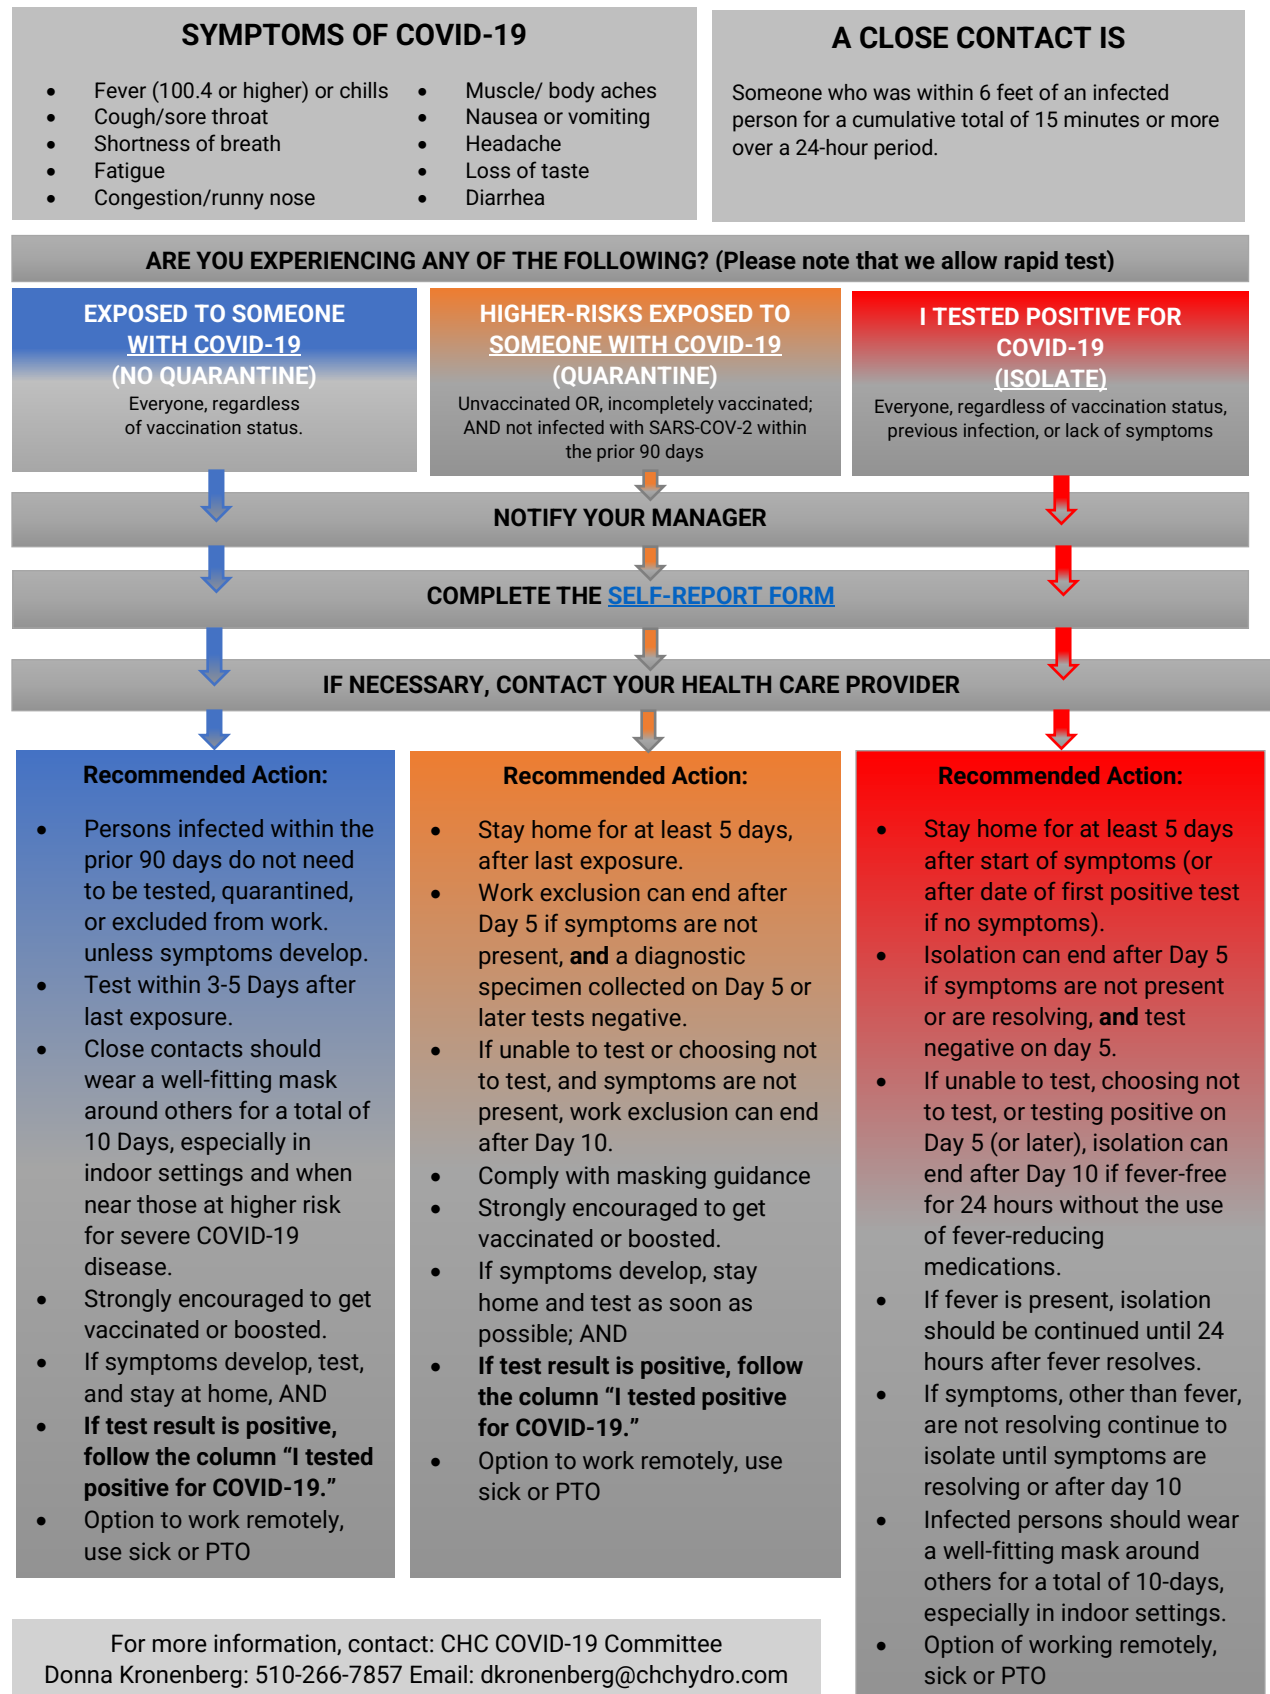 SYMPTOMS OF COVID-19
• Fever (100.4 or higher) or chills
• Cough/sore throat
• Shortness of breath
• Fatigue
• Congestion/runny nose
• Muscle/ body aches
• Nausea or vomiting
• Headache
• Loss of taste
• Diarrhea
A CLOSE CONTACT IS
Someone who was within 6 feet of an infected
person for a cumulative total of 15 minutes or more
over a 24-hour period.
ARE YOU EXPERIENCING ANY OF THE FOLLOWING? (Please note that we allow rapid test)
EXPOSED TO SOMEONE
WITH COVID-19
(NO QUARANTINE)
Everyone, regardless
of vaccination status.
HIGHER-RISKS EXPOSED TO
SOMEONE WITH COVID-19
(QUARANTINE)
Unvaccinated OR, incompletely vaccinated;
AND not infected with SARS-COV-2 within
the prior 90 days
I TESTED POSITIVE FOR
COVID-19
(ISOLATE)
Everyone, regardless of vaccination status,
previous infection, or lack of symptoms
NOTIFY YOUR MANAGER
COMPLETE THE SELF-REPORT FORM
IF NECESSARY, CONTACT YOUR HEALTH CARE PROVIDER
Recommended Action:
• Persons infected within the
prior 90 days do not need
to be tested, quarantined,
or excluded from work.
unless symptoms develop.
• Test within 3-5 Days after
last exposure.
• Close contacts should
wear a well-fitting mask
around others for a total of
10 Days, especially in
indoor settings and when
near those at higher risk
for severe COVID-19
disease.
• Strongly encouraged to get
vaccinated or boosted.
• If symptoms develop, test,
and stay at home, AND
• If test result is positive,
follow the column “I tested
positive for COVID-19.”
• Option to work remotely,
use sick or PTO
Recommended Action:
• Stay home for at least 5 days,
after last exposure.
• Work exclusion can end after
Day 5 if symptoms are not
present, and a diagnostic
specimen collected on Day 5 or
later tests negative.
• If unable to test or choosing not
to test, and symptoms are not
present, work exclusion can end
after Day 10.
• Comply with masking guidance
• Strongly encouraged to get
vaccinated or boosted.
• If symptoms develop, stay
home and test as soon as
possible; AND
• If test result is positive, follow
the column “I tested positive
for COVID-19.”
• Option to work remotely, use
sick or PTO
Recommended Action:
• Stay home for at least 5 days
after start of symptoms (or
after date of first positive test
if no symptoms).
• Isolation can end after Day 5
if symptoms are not present
or are resolving, and test
negative on day 5.
• If unable to test, choosing not
to test, or testing positive on
Day 5 (or later), isolation can
end after Day 10 if fever-free
for 24 hours without the use
of fever-reducing
medications.
• If fever is present, isolation
should be continued until 24
hours after fever resolves.
• If symptoms, other than fever,
are not resolving continue to
isolate until symptoms are
resolving or after day 10
• Infected persons should wear
a well-fitting mask around
others for a total of 10-days,
especially in indoor settings.
• Option of working remotely,
sick or PTO
For more information, contact: CHC COVID-19 Committee
Donna Kronenberg: 510-266-7857 Email: dkronenberg@chchydro.com